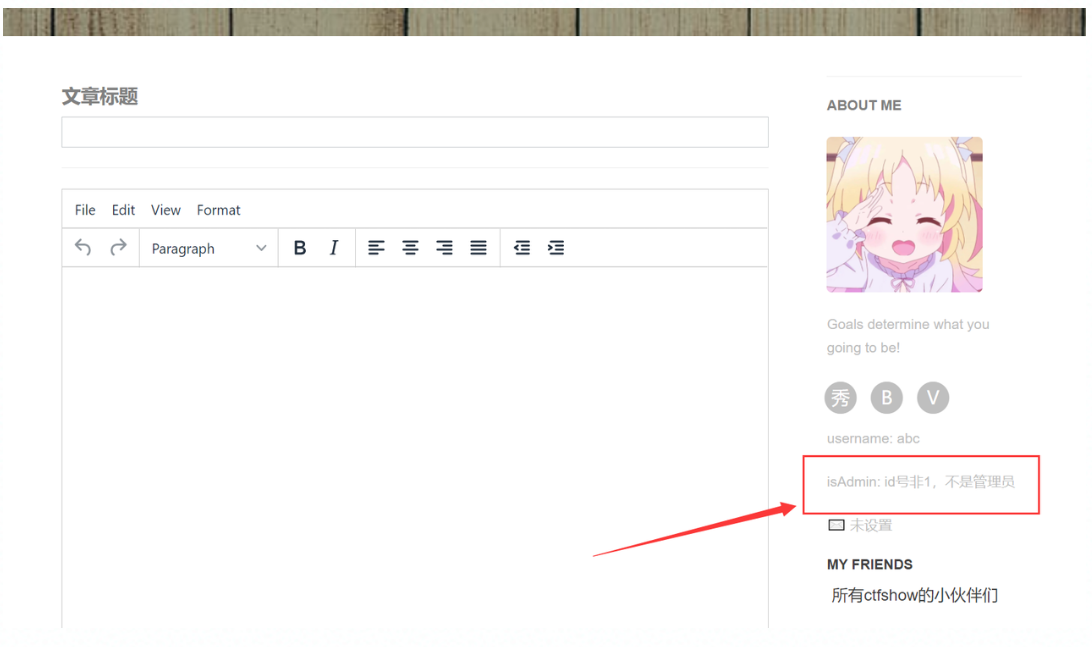 文章标题
File Edit View Format
Paragraph B I
ABOUT ME
Goals determine what you
going to be!
秀 B V
username: abc
isAdmin: id号非1，不是管理员
未设置
MY FRIENDS
所有ctfshow的小伙伴们